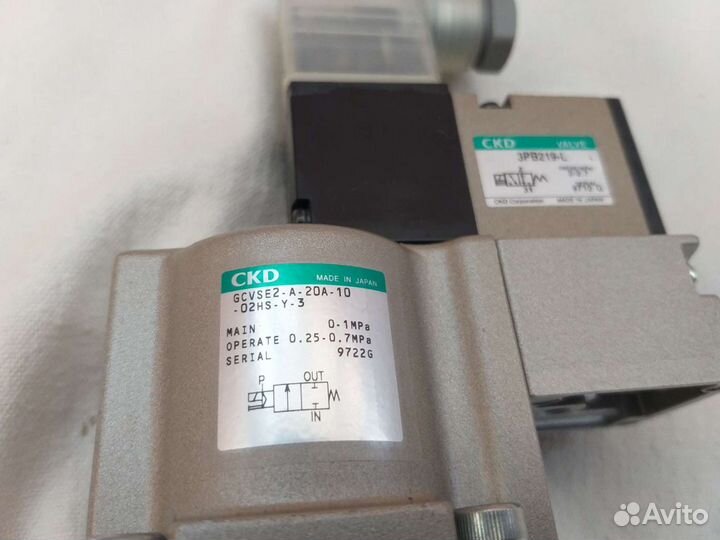 CKD VALVE
3PB219-L L
CKD Corporation MADE IN JAPAN
CKD MADE IN JAPAN
GCVSE2-A-20A-10
-02HS-Y-3
MAIN 0-1MPa
OPERATE 0.25-0.7MPa
SERIAL 9722G
P OUT
IN
Avito